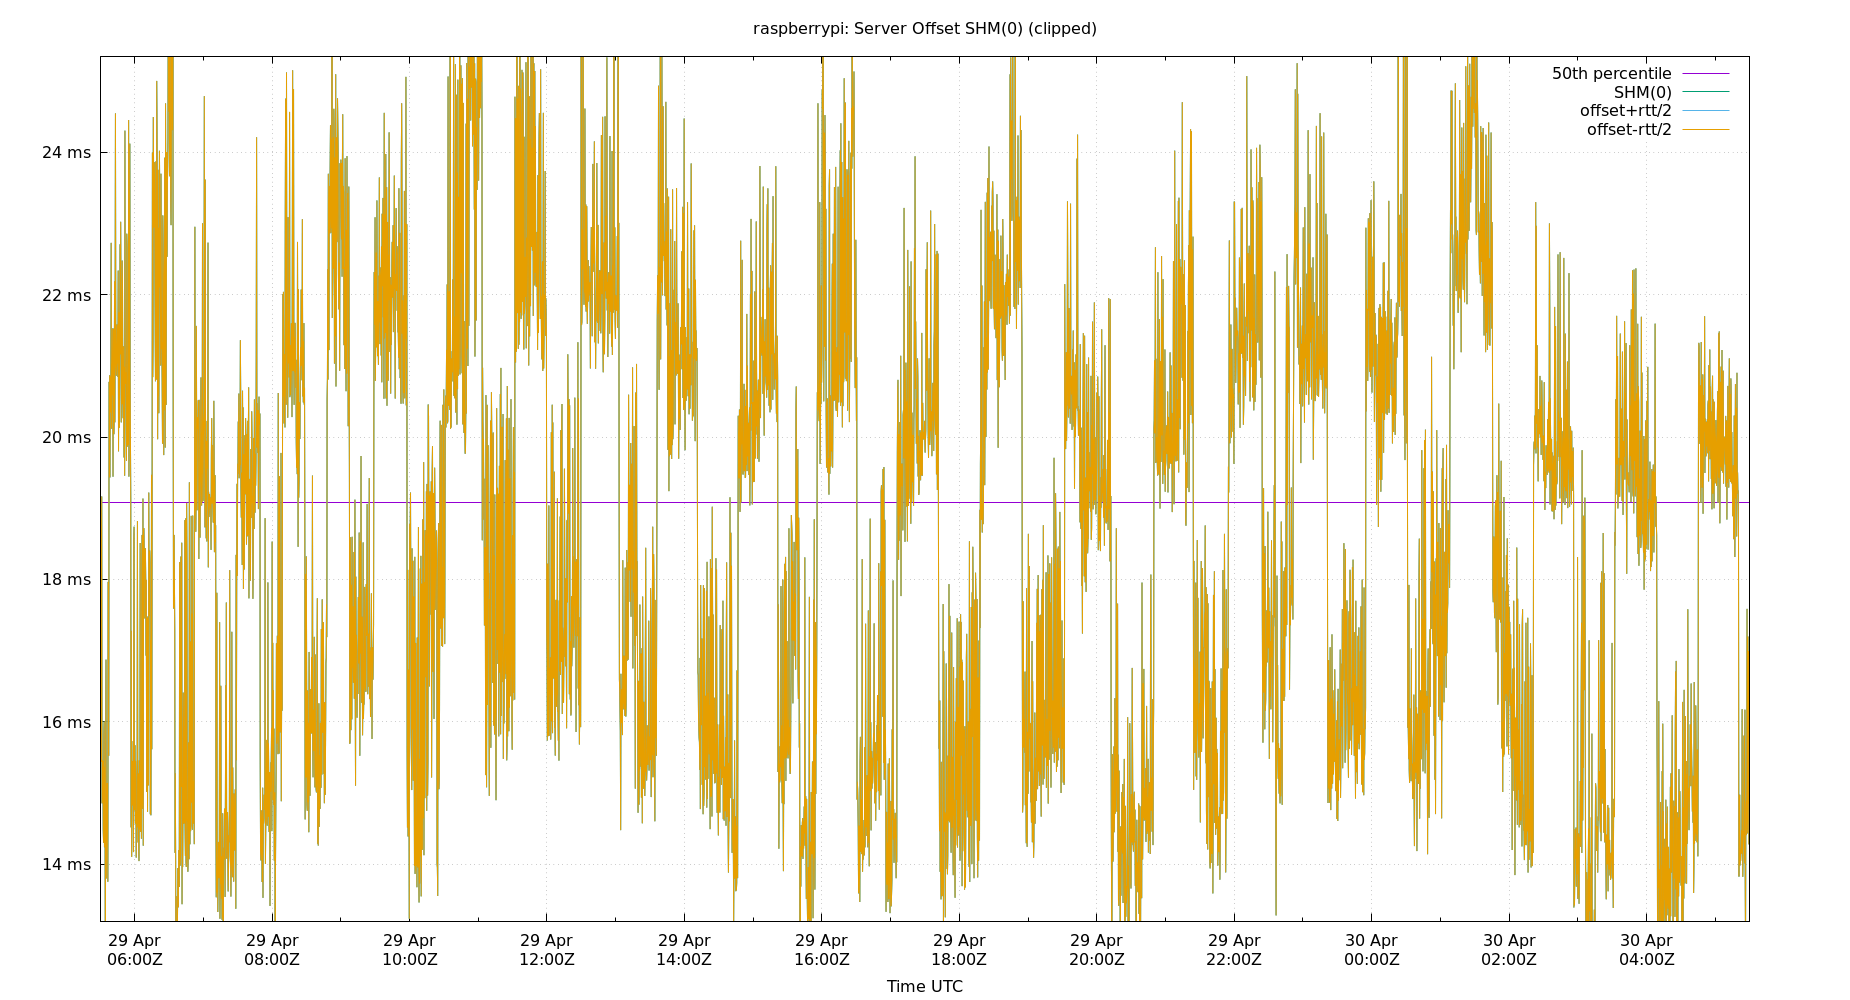 raspberrypi: Server Offset SHM(0) (clipped)
50th percentile
SHM(0)
offset+rtt/2
offset-rtt/2
24 ms
22 ms
20 ms
18 ms
16 ms
14 ms
29 Apr 29 Apr 29 Apr 29 Apr 29 Apr 29 Apr 29 Apr 29 Apr 29 Apr 30 Apr 30 Apr 30 Apr
06:00Z 08:00Z 10:00Z 12:00Z 14:00Z 16:00Z 18:00Z 20:00Z 22:00Z 00:00Z 02:00Z 04:00Z
Time UTC